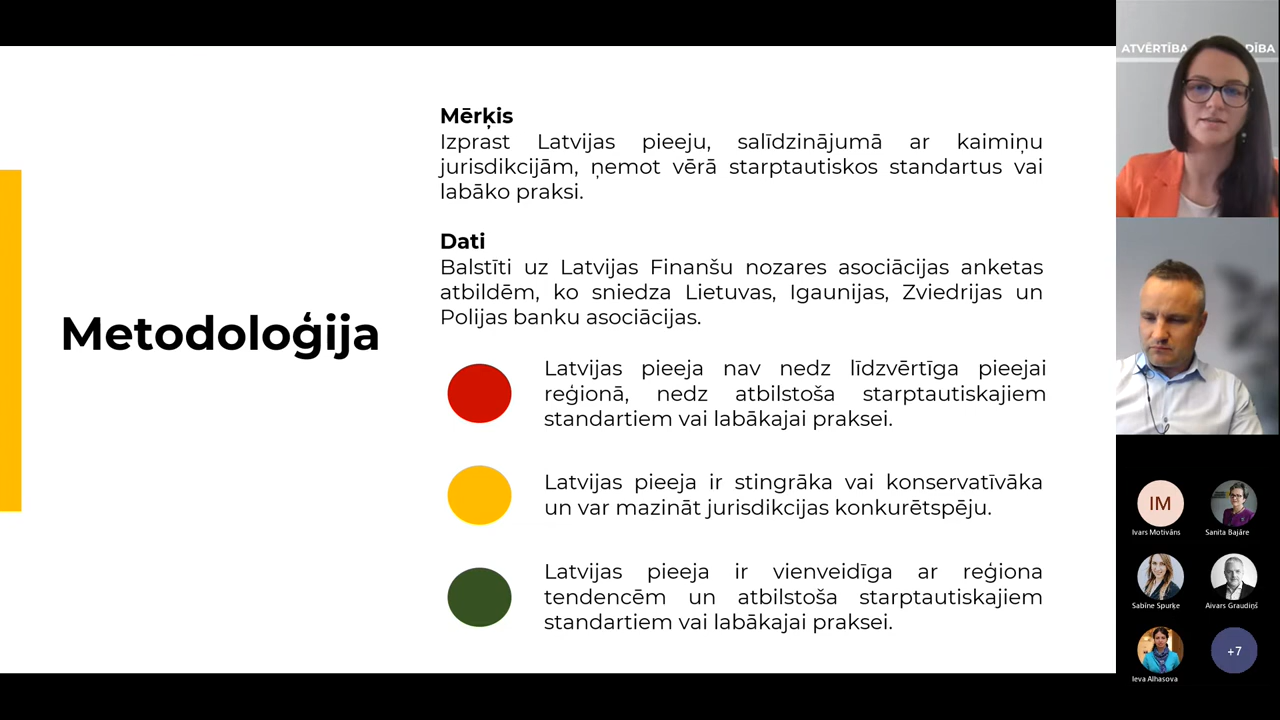 Metodoloģija
Mērķis
Izprast Latvijas pieeju, salīdzinājumā ar kaimiņu
jurisdikcijām, ņemot vērā starptautiskos standartus vai
labāko praksi.
Dati
Balstīti uz Latvijas Finanšu nozares asociācijas anketas
atbildēm, ko sniedza Lietuvas, Igaunijas, Zviedrijas un
Polijas banku asociācijas.
Latvijas pieeja nav nedz līdzvērtīga pieejai
reģionā, nedz atbilstoša starptautiskajiem
standartiem vai labākajai praksei.
Latvijas pieeja ir stingrāka vai konservatīvāka
un var mazināt jurisdikcijas konkurētspēju.
Latvijas pieeja ir vienveidīga ar reģiona
tendencēm un atbilstoša starptautiskajiem
standartiem vai labākajai praksei.
ATVĒRTĪBA
IM
Ivars Motivāns
Sanita Bajāre
Sabīne Spurķe
Aivars Graudiņš
Ieva Alhasova
+7